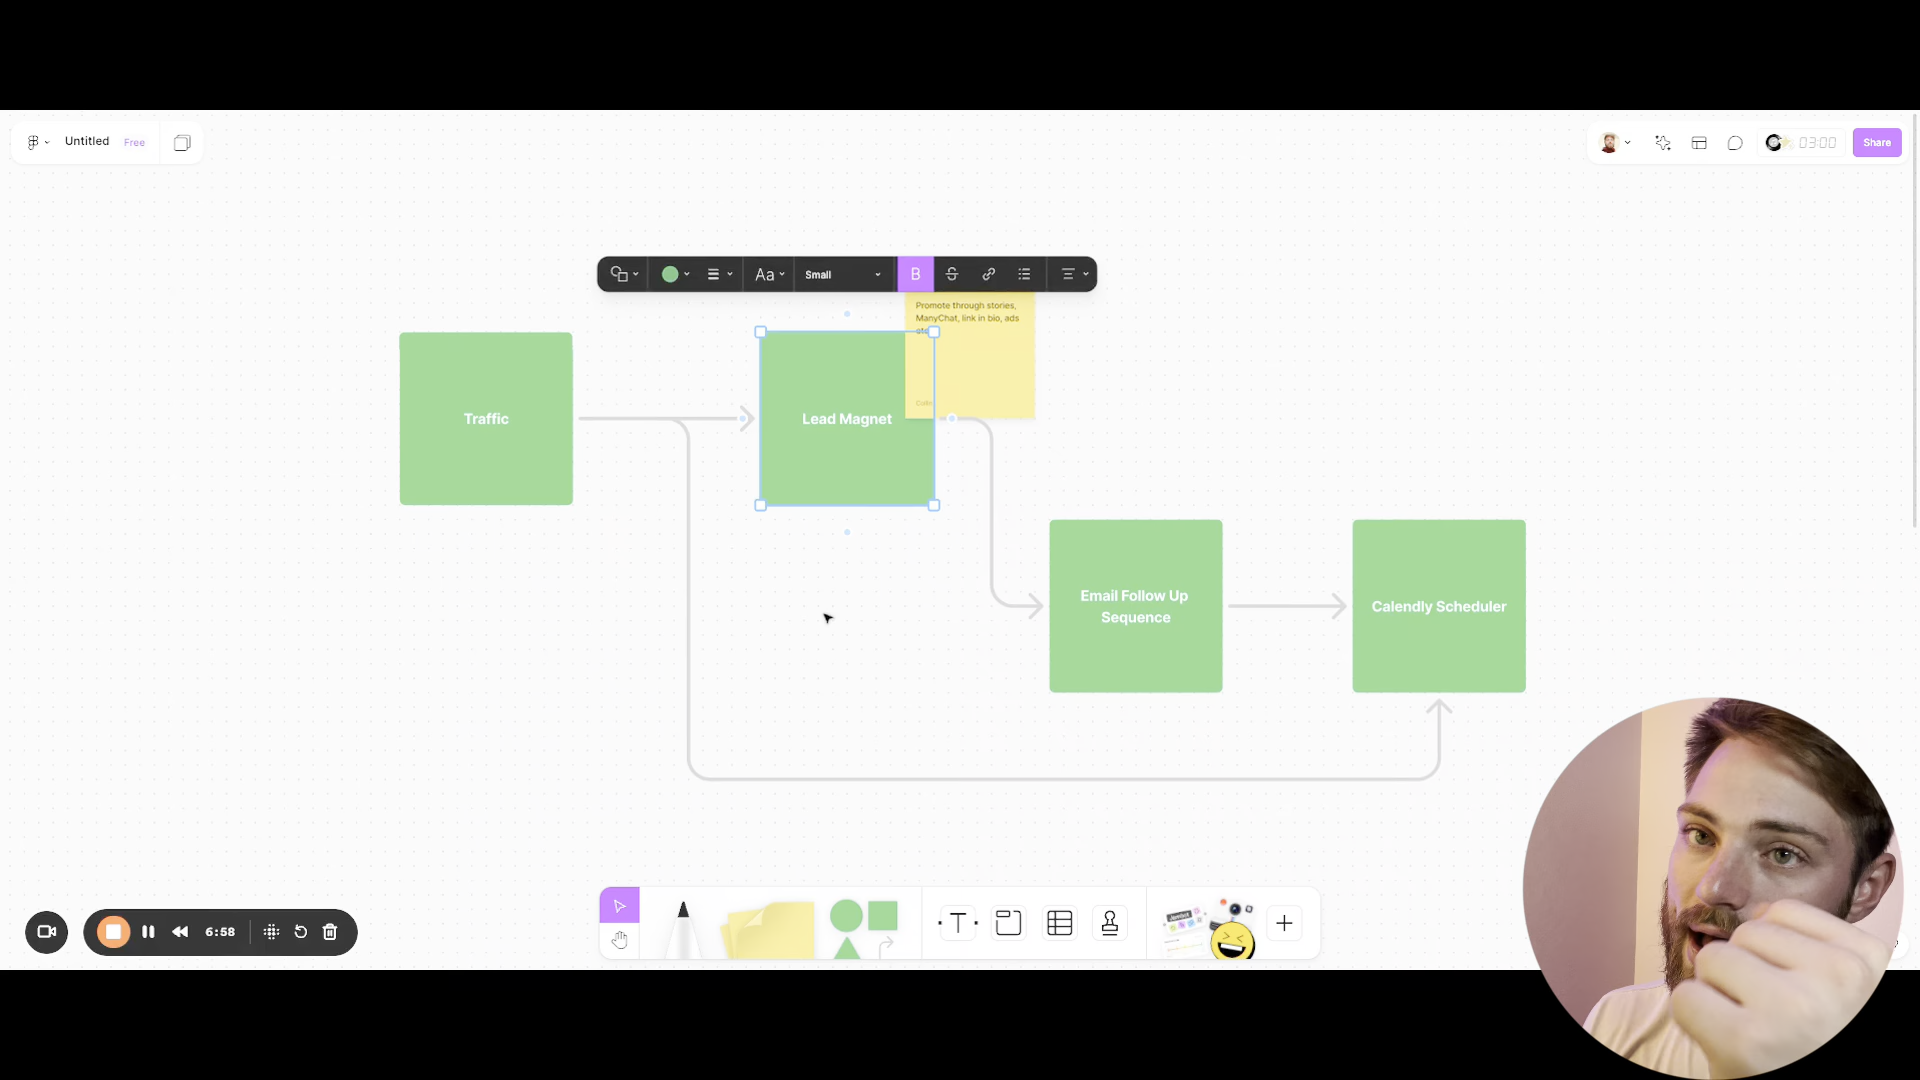 Untitled Free
03:00 Share
Aa Small B S
Promote through stories,
ManyChat, link in bio, ads
Traffic
Lead Magnet
Email Follow Up
Sequence
Calendly Scheduler
6:58
T